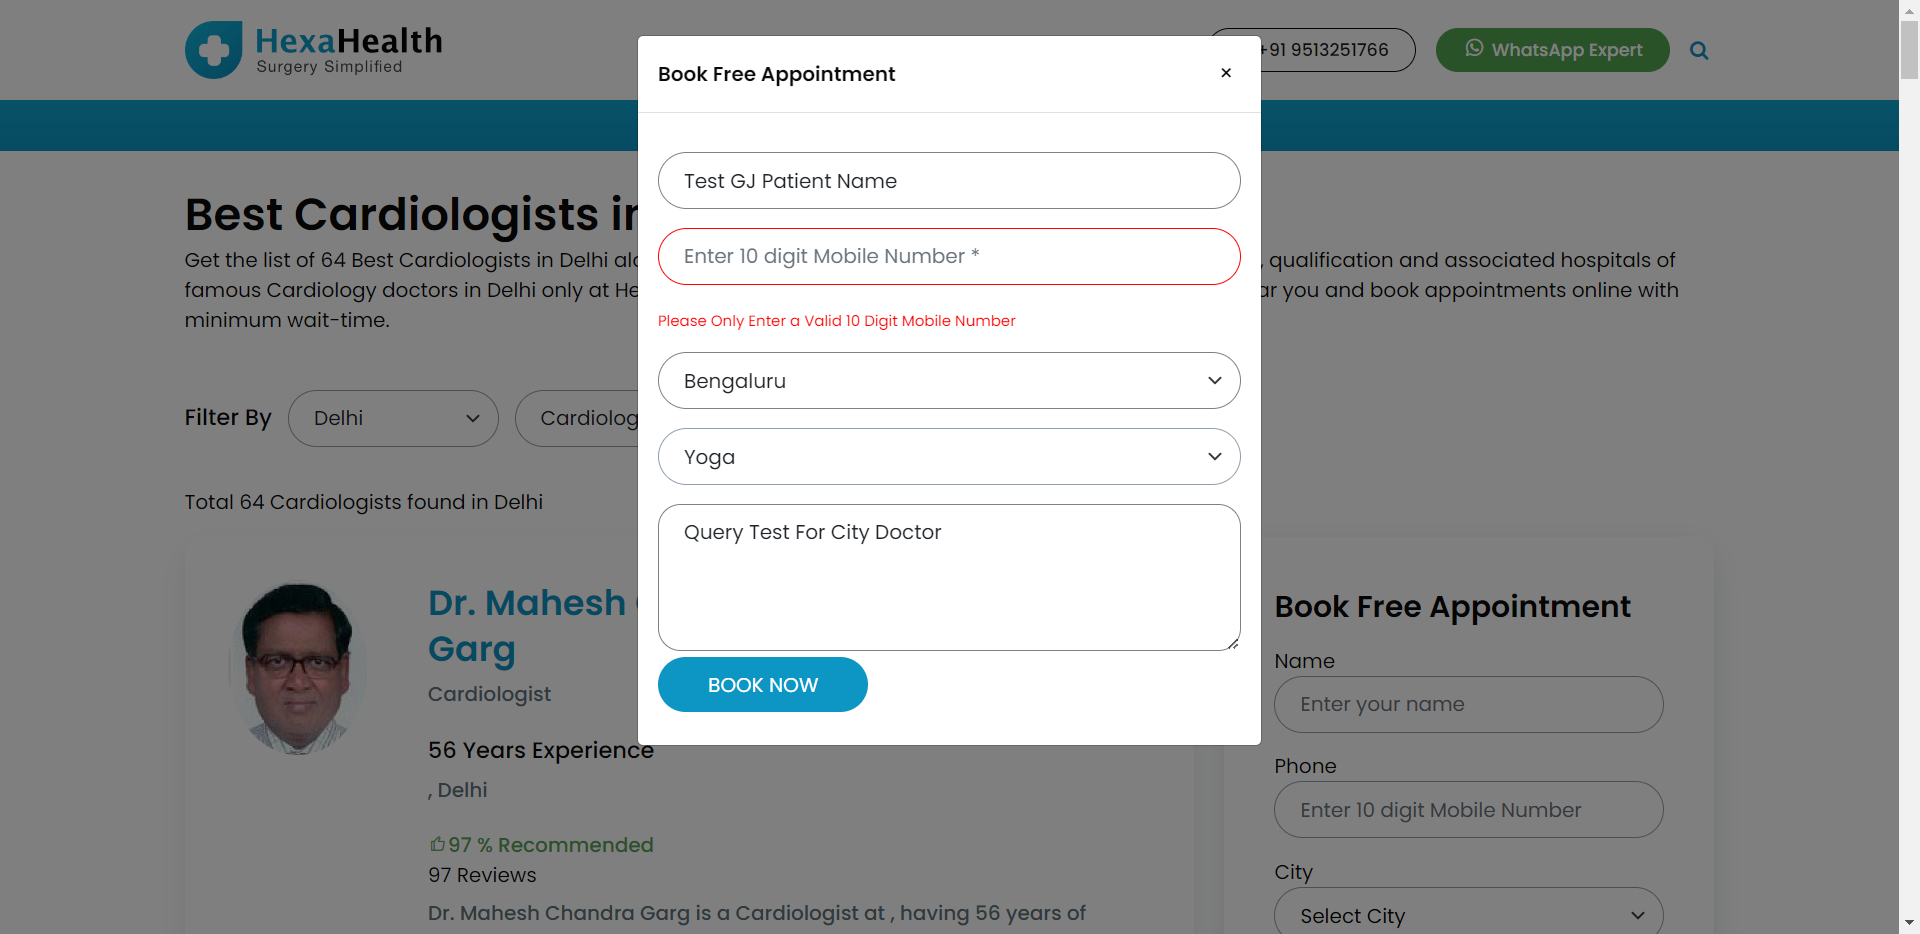 HexaHealth
Surgery Simplified
+91 9513251766
WhatsApp Expert
Book Free Appointment
×
Test GJ Patient Name
Enter 10 digit Mobile Number *
Please Only Enter a Valid 10 Digit Mobile Number
Bengaluru
Yoga
Query Test For City Doctor
BOOK NOW
Best Cardiologists in
Get the list of 64 Best Cardiologists in Delhi , qualification and associated hospitals of
famous Cardiology doctors in Delhi only at you and book appointments online with
minimum wait-time.
Filter By
Delhi
Total 64 Cardiologists found in Delhi
Dr. Mahesh
Garg
Cardiologist
56 Years Experience
, Delhi
97 % Recommended
97 Reviews
Dr. Mahesh Chandra Garg is a Cardiologist at , having 56 years of
Book Free Appointment
Name
Enter your name
Phone
Enter 10 digit Mobile Number
City
Select City